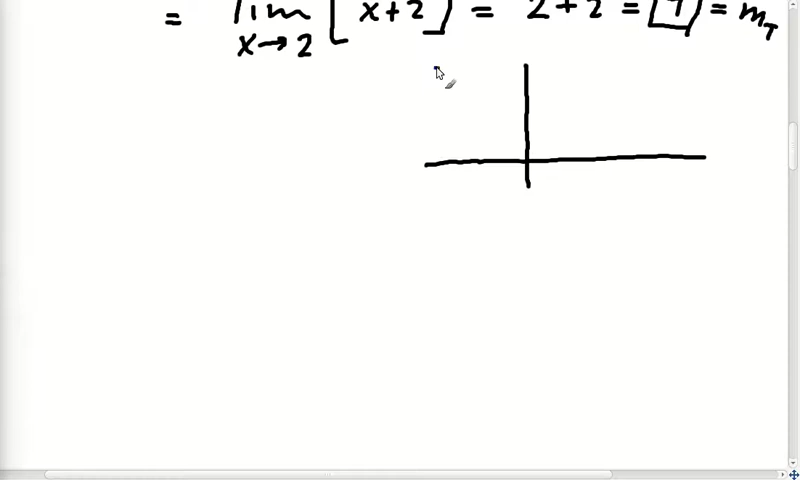 = lim [x+2] = 2+2 = 4 = mT
x→2